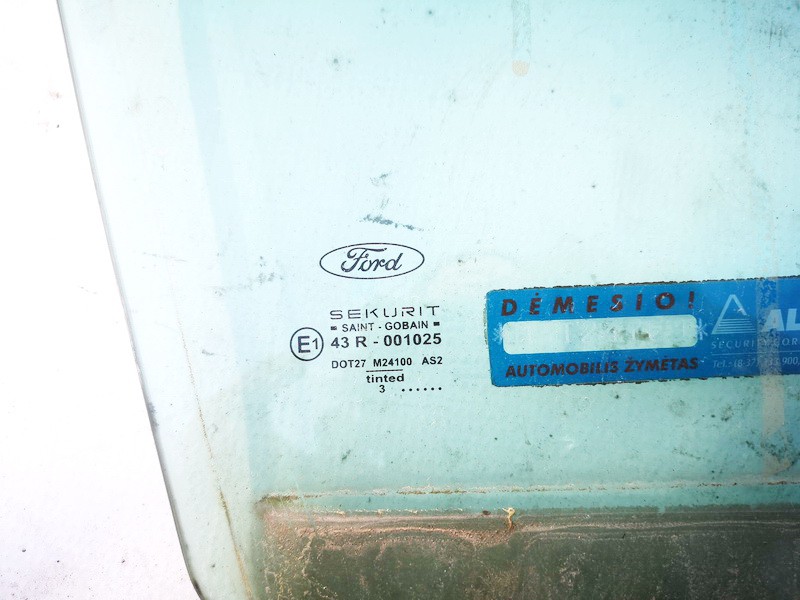 Ford
SEKURIT
SAINT - GOBAIN
E1 43 R - 001025
DOT27 M24100 AS2
tinted
3 ......
DĖMESIO!
AUTOMOBILIS ŽYMĖTAS